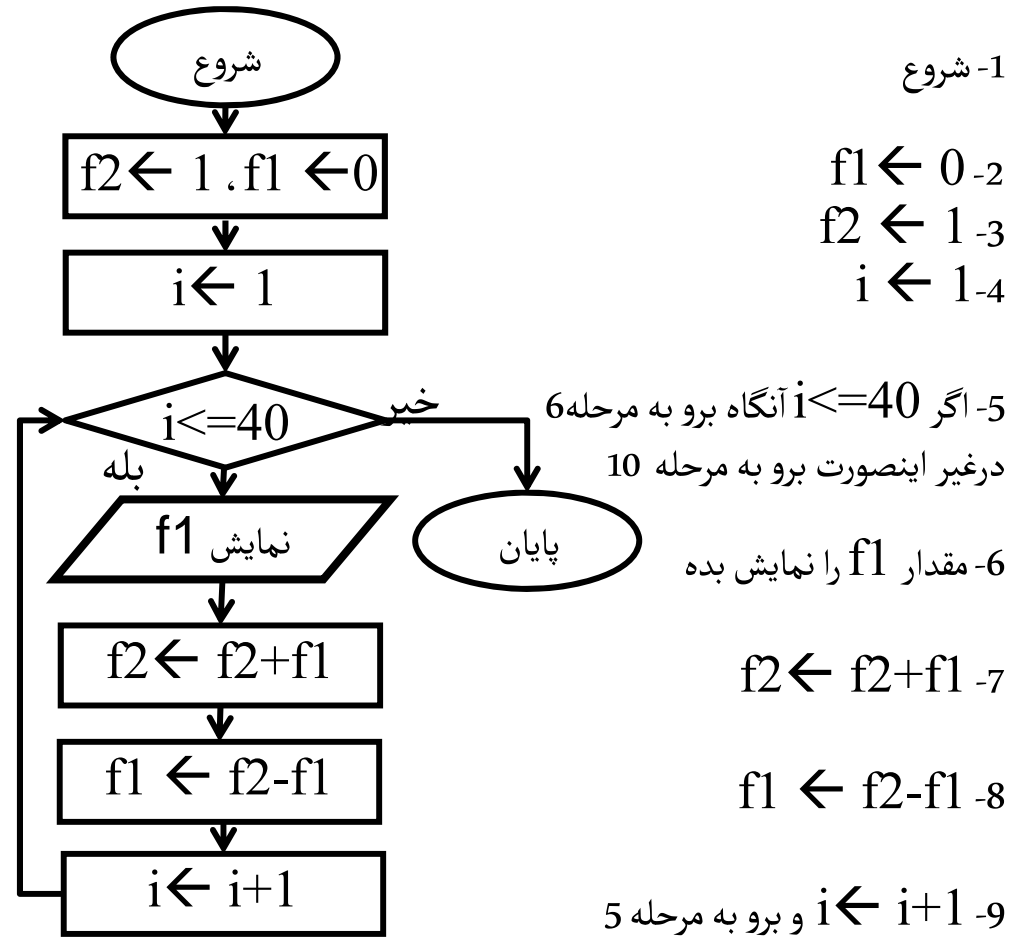 شروع
f2← 1 ، f1 ←0
i← 1
i<=40
خیر
بله
نمایش f1
پایان
f2← f2+f1
f1 ← f2-f1
i← i+1
1- شروع
2- f1← 0
3- f2 ← 1
4- i ← 1
5- اگر i<=40 آنگاه برو به مرحله6
درغیر اینصورت برو به مرحله 10
6- مقدار f1 را نمایش بده
7- f2← f2+f1
8- f1 ← f2-f1
9- i← i+1 و برو به مرحله 5